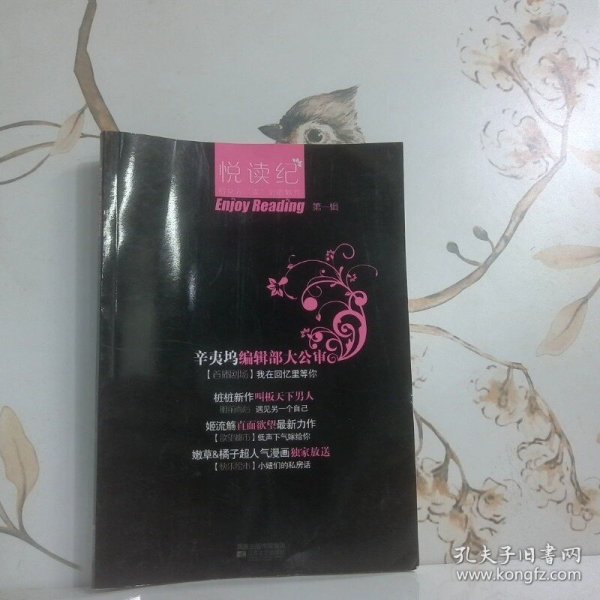 悦读纪
Enjoy Reading 第一辑
辛夷坞编辑部大公审
我在回忆里等你
桩桩新作叫板天下男人
遇见另一个自己
姬流觞直面欲望最新力作
低声下气嫁给你
嫩草&橘子超人气漫画独家放送
小妞们的私房话
孔夫子旧书网
www.kongfz.com